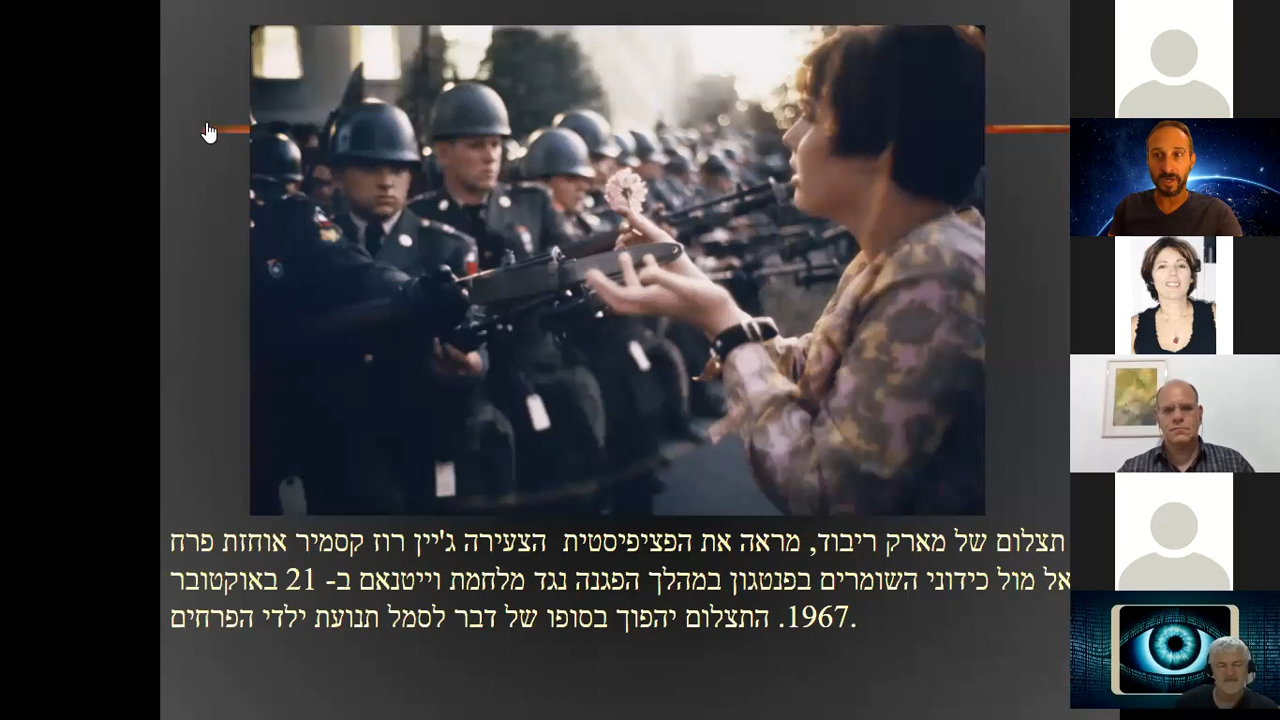 תצלום של מארק ריבוד, מראה את הפציפיסטית הצעירה ג'יין רוז קסמיר אוחזת פרח
אל מול כידוני השומרים בפנטגון במהלך הפגנה נגד מלחמת וייטנאם ב- 21 באוקטובר
1967. התצלום יהפוך בסופו של דבר לסמל תנועת ילדי הפרחים.